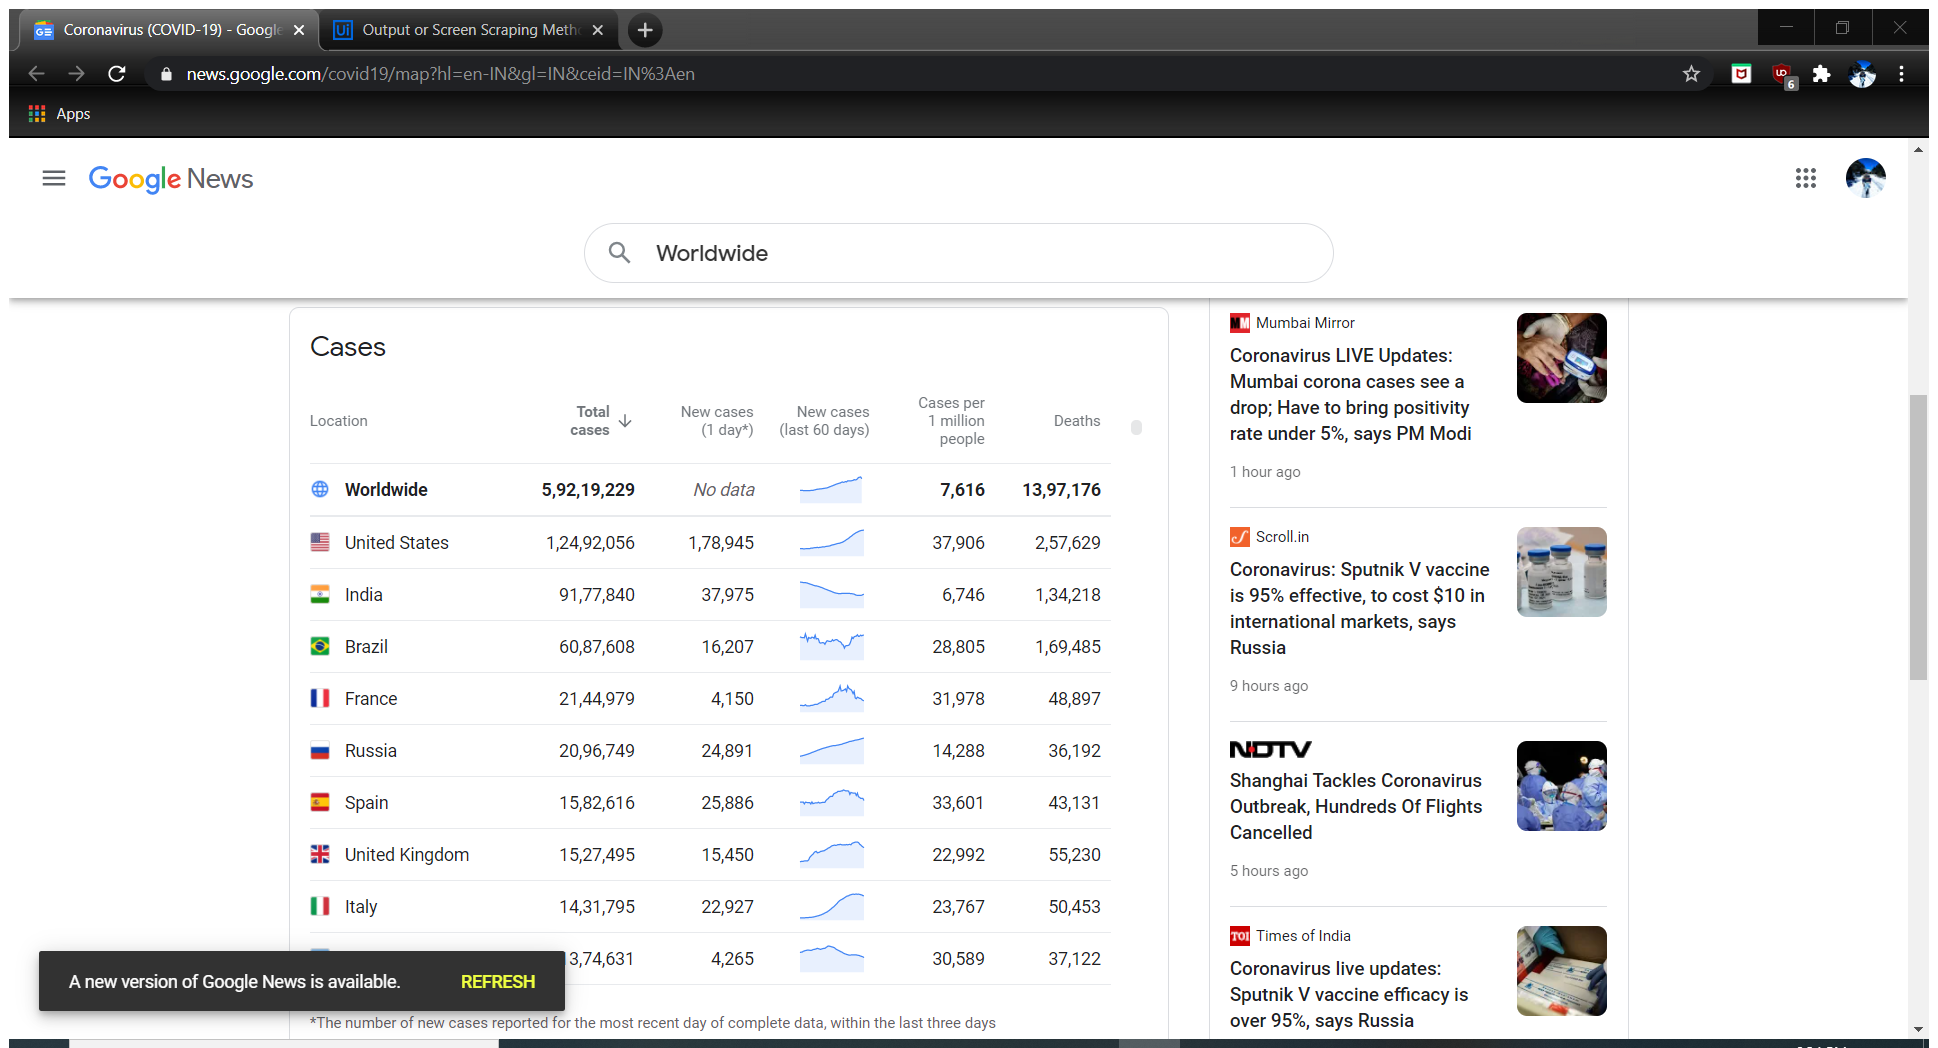 Coronavirus (COVID-19) - Google
Output or Screen Scraping Meth
news.google.com/covid19/map?hl=en-IN&gl=IN&ceid=IN%3Aen
6
Apps
Google News
Worldwide
Cases
Location Total cases New cases (1 day*) New cases (last 60 days) Cases per 1 million people Deaths
Worldwide 5,92,19,229 No data 7,616 13,97,176
United States 1,24,92,056 1,78,945 37,906 2,57,629
India 91,77,840 37,975 6,746 1,34,218
Brazil 60,87,608 16,207 28,805 1,69,485
France 21,44,979 4,150 31,978 48,897
Russia 20,96,749 24,891 14,288 36,192
Spain 15,82,616 25,886 33,601 43,131
United Kingdom 15,27,495 15,450 22,992 55,230
Italy 14,31,795 22,927 23,767 50,453
3,74,631 4,265 30,589 37,122
A new version of Google News is available. REFRESH
*The number of new cases reported for the most recent day of complete data, within the last three days
Mumbai Mirror
Coronavirus LIVE Updates:
Mumbai corona cases see a
drop; Have to bring positivity
rate under 5%, says PM Modi
1 hour ago
Scroll.in
Coronavirus: Sputnik V vaccine
is 95% effective, to cost $10 in
international markets, says
Russia
9 hours ago
NDTV
Shanghai Tackles Coronavirus
Outbreak, Hundreds Of Flights
Cancelled
5 hours ago
TOI Times of India
Coronavirus live updates:
Sputnik V vaccine efficacy is
over 95%, says Russia